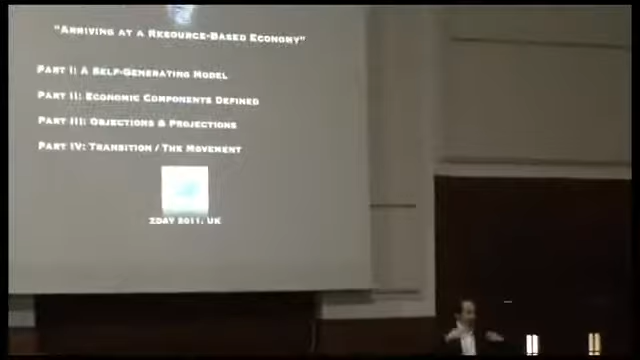 "ARRIVING AT A RESOURCE-BASED ECONOMY"
PART I: A SELF-GENERATING MODEL
PART II: ECONOMIC COMPONENTS DEFINED
PART III: OBJECTIONS & PROJECTIONS
PART IV: TRANSITION / THE MOVEMENT
ZDAY 2011, UK